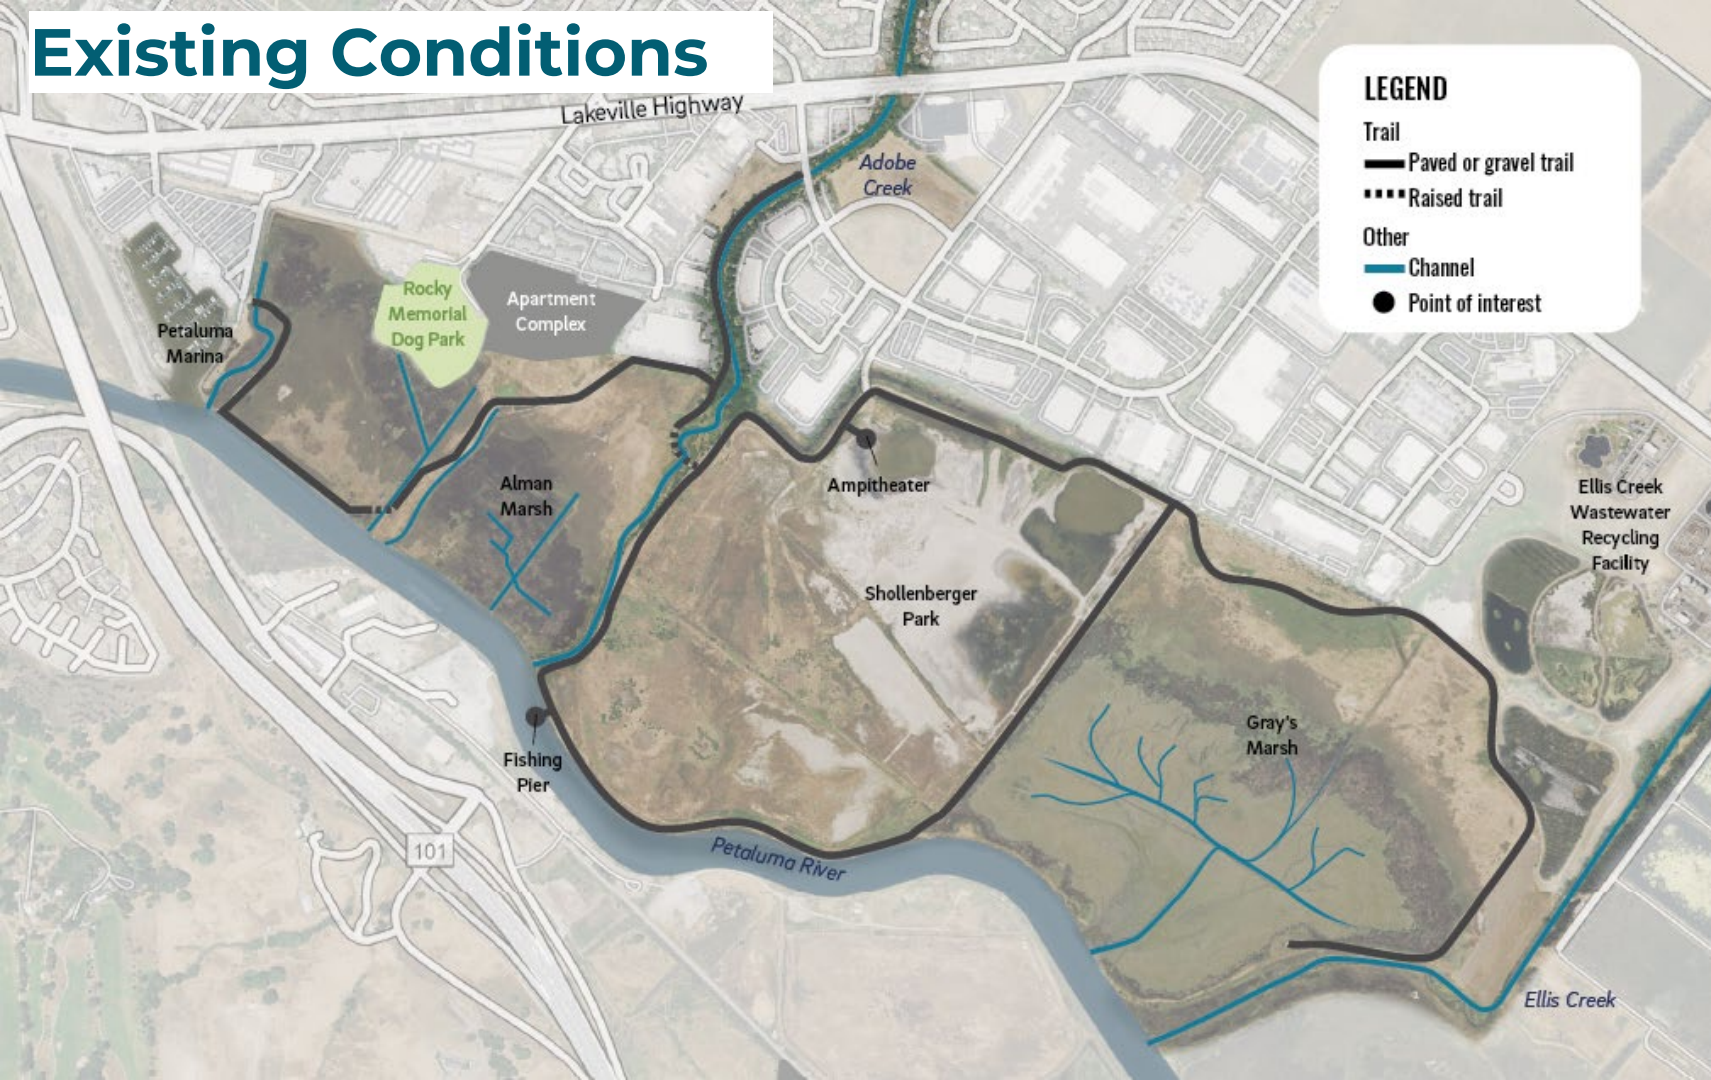 Existing Conditions
Lakeville Highway
LEGEND
Trail
Paved or gravel trail
Raised trail
Other
Channel
Point of interest
Adobe
Creek
Rocky
Memorial
Dog Park
Apartment
Complex
Petaluma
Marina
Alman
Marsh
Ampitheater
Ellis Creek
Wastewater
Recycling
Facility
Shollenberger
Park
Gray's
Marsh
Fishing
Pier
Petaluma River
101
Ellis Creek